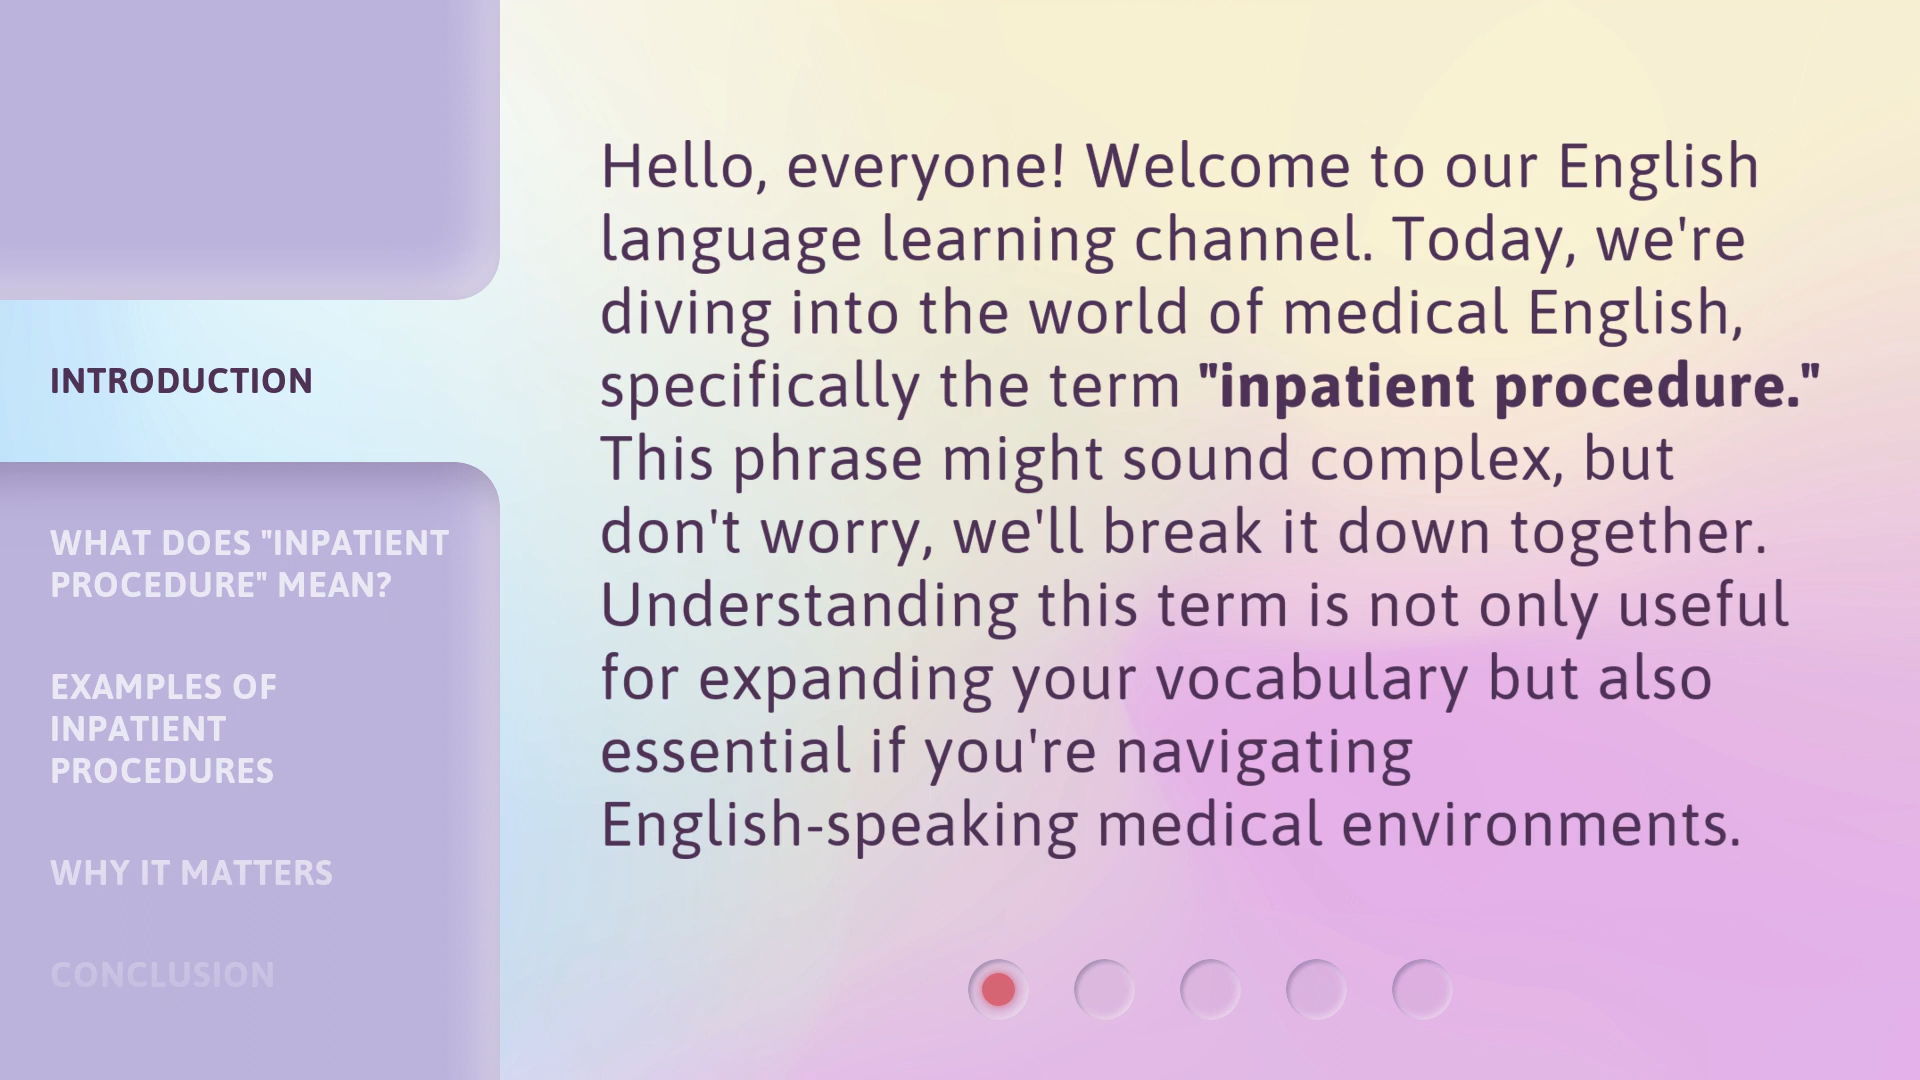 INTRODUCTION
WHAT DOES "INPATIENT
PROCEDURE" MEAN?
EXAMPLES OF
INPATIENT
PROCEDURES
WHY IT MATTERS
CONCLUSION
Hello, everyone! Welcome to our English
language learning channel. Today, we're
diving into the world of medical English,
specifically the term "inpatient procedure."
This phrase might sound complex, but
don't worry, we'll break it down together.
Understanding this term is not only useful
for expanding your vocabulary but also
essential if you're navigating
English-speaking medical environments.